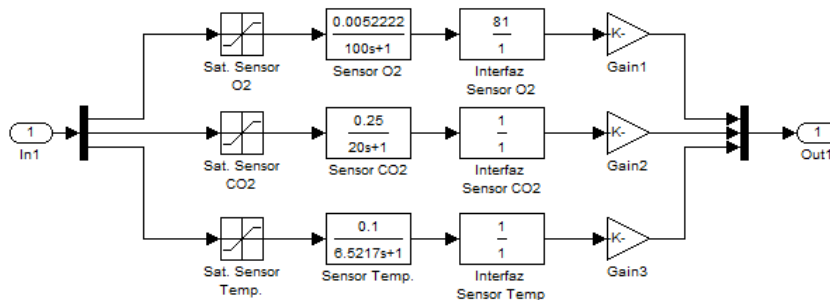 0.0052222
100s+1
81
1
K-
Sat. Sensor
O2
Sensor O2
Interfaz
Sensor O2
Gain1
1
In1
0.25
20s+1
1
1
K-
1
Out1
Sat. Sensor
CO2
Sensor CO2
Interfaz
Sensor CO2
Gain2
0.1
6.5217s+1
1
1
K-
Sat. Sensor
Temp.
Sensor Temp.
Interfaz
Sensor Temp
Gain3